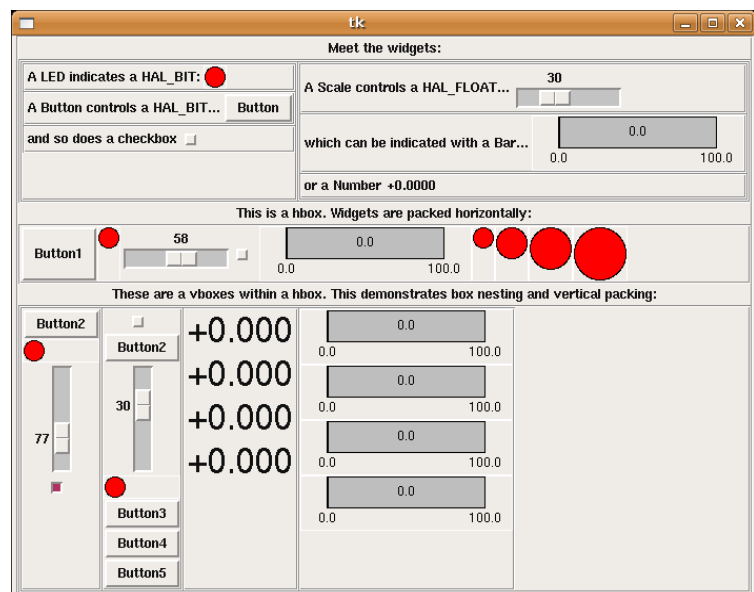 tk
Meet the widgets:
A LED indicates a HAL_BIT:
A Button controls a HAL_BIT... Button
and so does a checkbox
A Scale controls a HAL_FLOAT... 30
which can be indicated with a Bar... 0.0
0.0 100.0
or a Number +0.0000
This is a hbox. Widgets are packed horizontally:
Button1 58 0.0
0.0 100.0
These are a vboxes within a hbox. This demonstrates box nesting and vertical packing:
Button2
77
Button2
30
Button3
Button4
Button5
+0.000
+0.000
+0.000
+0.000
0.0
0.0 100.0
0.0
0.0 100.0
0.0
0.0 100.0
0.0
0.0 100.0